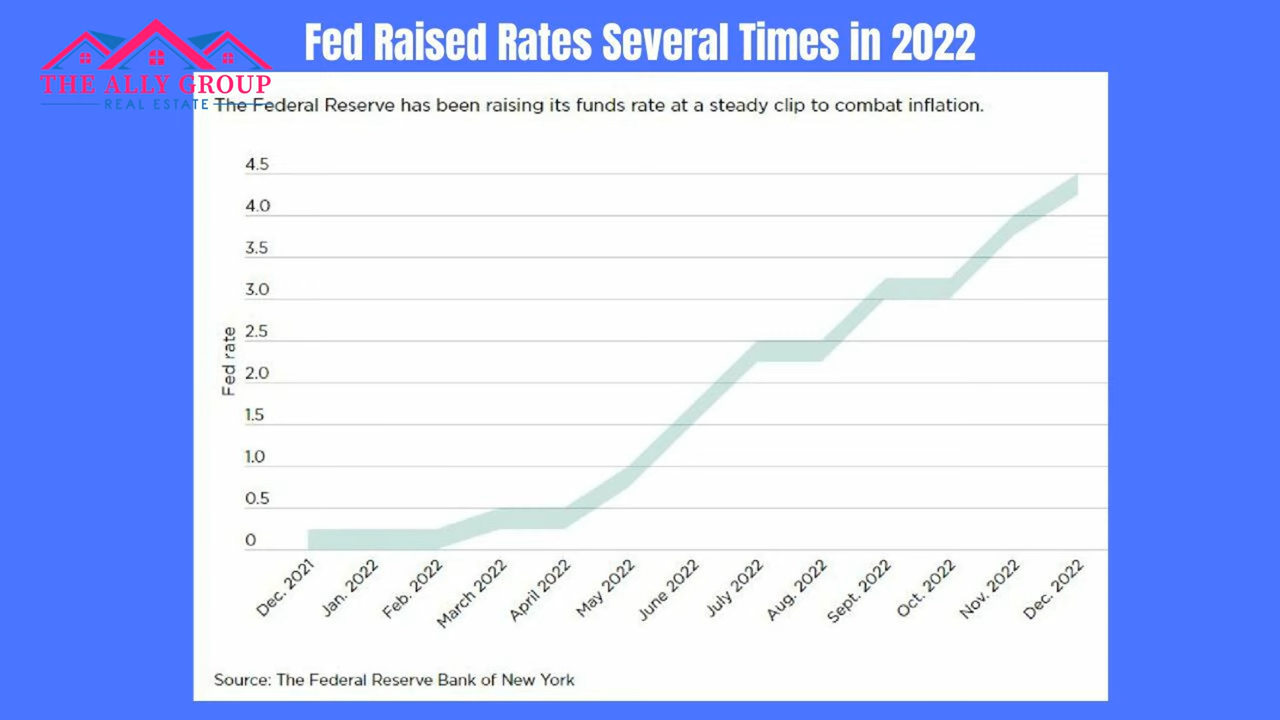 Fed Raised Rates Several Times in 2022
THE ALLY GROUP
REAL ESTATE
The Federal Reserve has been raising its funds rate at a steady clip to combat inflation.
4.5
4.0
3.5
3.0
2.5
2.0
1.5
1.0
0.5
0
Fed rate
Dec. 2021
Jan. 2022
Feb. 2022
March 2022
April 2022
May 2022
June 2022
July 2022
Aug. 2022
Sept. 2022
Oct. 2022
Nov. 2022
Dec. 2022
Source: The Federal Reserve Bank of New York